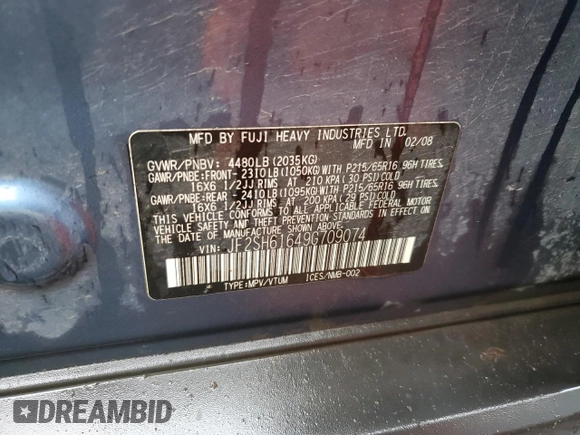 MFD BY FUJI HEAVY INDUSTRIES LTD.
MFD IN 02/08
GVWR/PNBV: 4480LB(2035KG)
GAWR/PNBE:FRONT- 2310LB(1050KG)WITH P215/65R16 96H TIRES,
16X6 1/2JJ RIMS AT 210 KPA(30 PSI)COLD
GAWR/PNBE:REAR- 2410LB(1095KG)WITH P215/65R16 96H TIRES,
16X6 1/2JJ RIMS AT 200 KPA(29 PSI)COLD
THIS VEHICLE CONFORMS TO ALL APPLICABLE FEDERAL MOTOR
VEHICLE SAFETY AND THEFT PREVENTION STANDARDS IN
EFFECT ON THE DATE OF MANUFACTURE SHOWN ABOVE.
VIN: JF2SH61649G709074
TYPE:MPV/VTUM ICES/NMB-002
DREAMBID